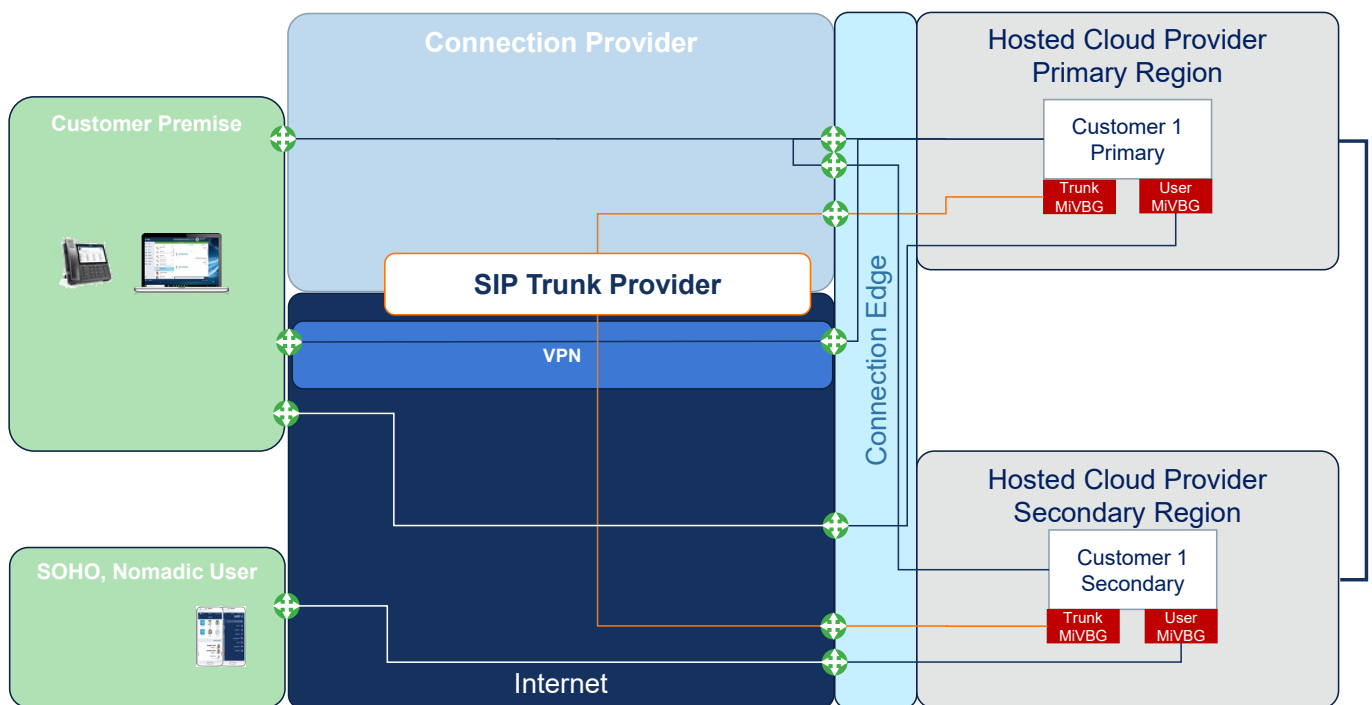 Connection Provider
Hosted Cloud Provider
Primary Region
Customer Premise
Customer 1
Primary
Trunk
MiVBG
User
MiVBG
SIP Trunk Provider
Connection Edge
VPN
Hosted Cloud Provider
Secondary Region
SOHO, Nomadic User
Customer 1
Secondary
Trunk
MiVBG
User
MiVBG
Internet